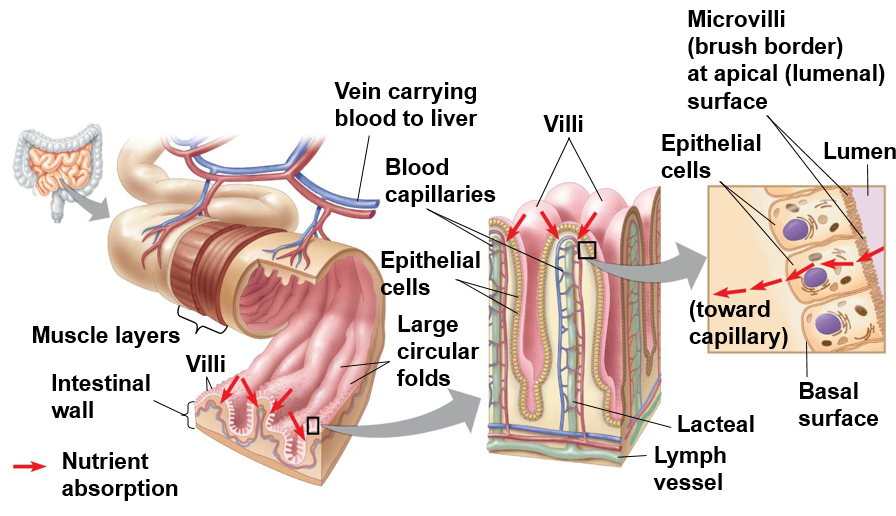 Microvilli
(brush border)
at apical (lumenal)
surface
Vein carrying
blood to liver
Villi
Blood
capillaries
Epithelial
cells
Lumen
Epithelial
cells
Muscle layers
Large
circular
folds
(toward
capillary)
Villi
Intestinal
wall
Basal
surface
Lacteal
Lymph
vessel
Nutrient
absorption